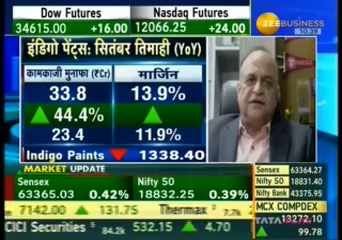 Dow Futures
Nasdaq Futures
34615.00 +16.00
12066.25 +24.00
ZEE BUSINESS
इंडिगो पेंट्स: सितंबर तिमाही (YoY)
कामकाजी मुनाफा (₹Cr)
मार्जिन
33.8
13.9%
44.4%
23.4
11.9%
Indigo Paints 1338.40
MARKET UPDATE
Sensex
Nifty 50
63365.03 0.42%
18832.25 0.39%
Sensex 63364.27
Nifty 50 18831.40
Nifty Bank 43375.95
MCX COMPDEX
13272.10
99.78
7142.00 131.75
Thermax
ICICI Securities
532.15